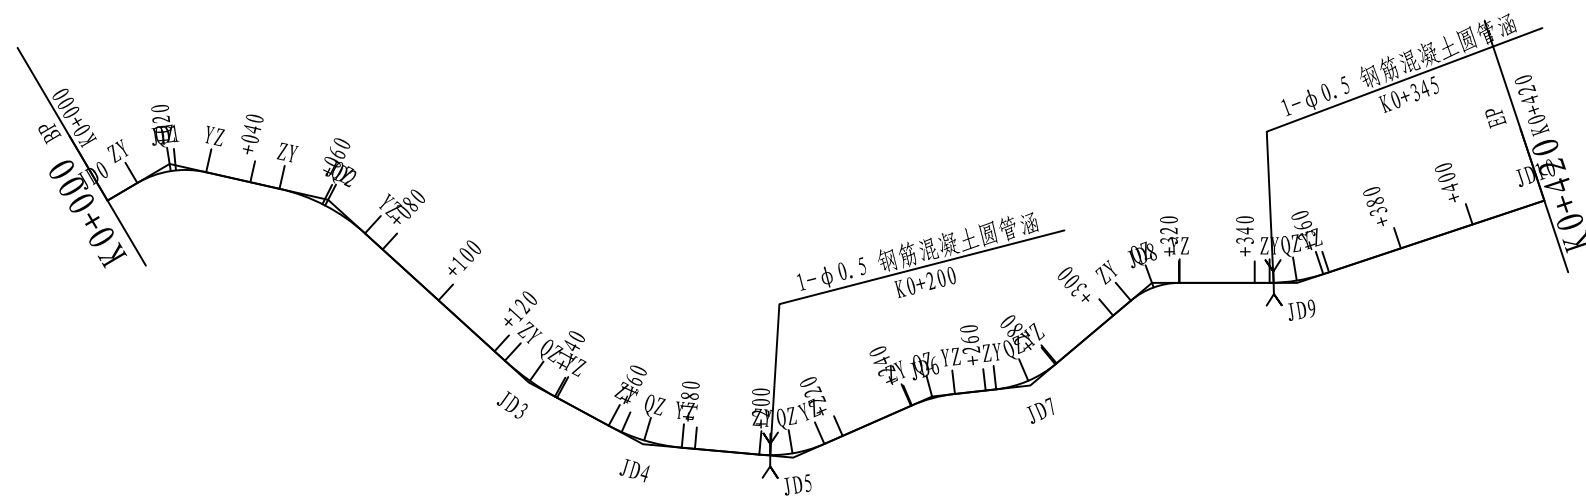 K0+000
BP
K0+000
JD0
ZY
+020
JD1
YZ
+040
ZY
+060
JD2
YZ
+080
+100
+120
ZY
QZ
+140
YZ
JD3
ZY
+160
QZ
YZ
+180
JD4
+200
ZY
QZ
YZ
+220
JD5
1-φ0.5 钢筋混凝土圆管涵
K0+200
+240
ZY
QZ
JD6
YZ
+260
ZY
QZ
+280
YZ
JD7
+300
ZY
QZ
JD8
+320
YZ
+340
ZY
QZ
+360
YZ
JD9
1-φ0.5 钢筋混凝土圆管涵
K0+345
+380
+400
JD10
EP
K0+420
K0+420